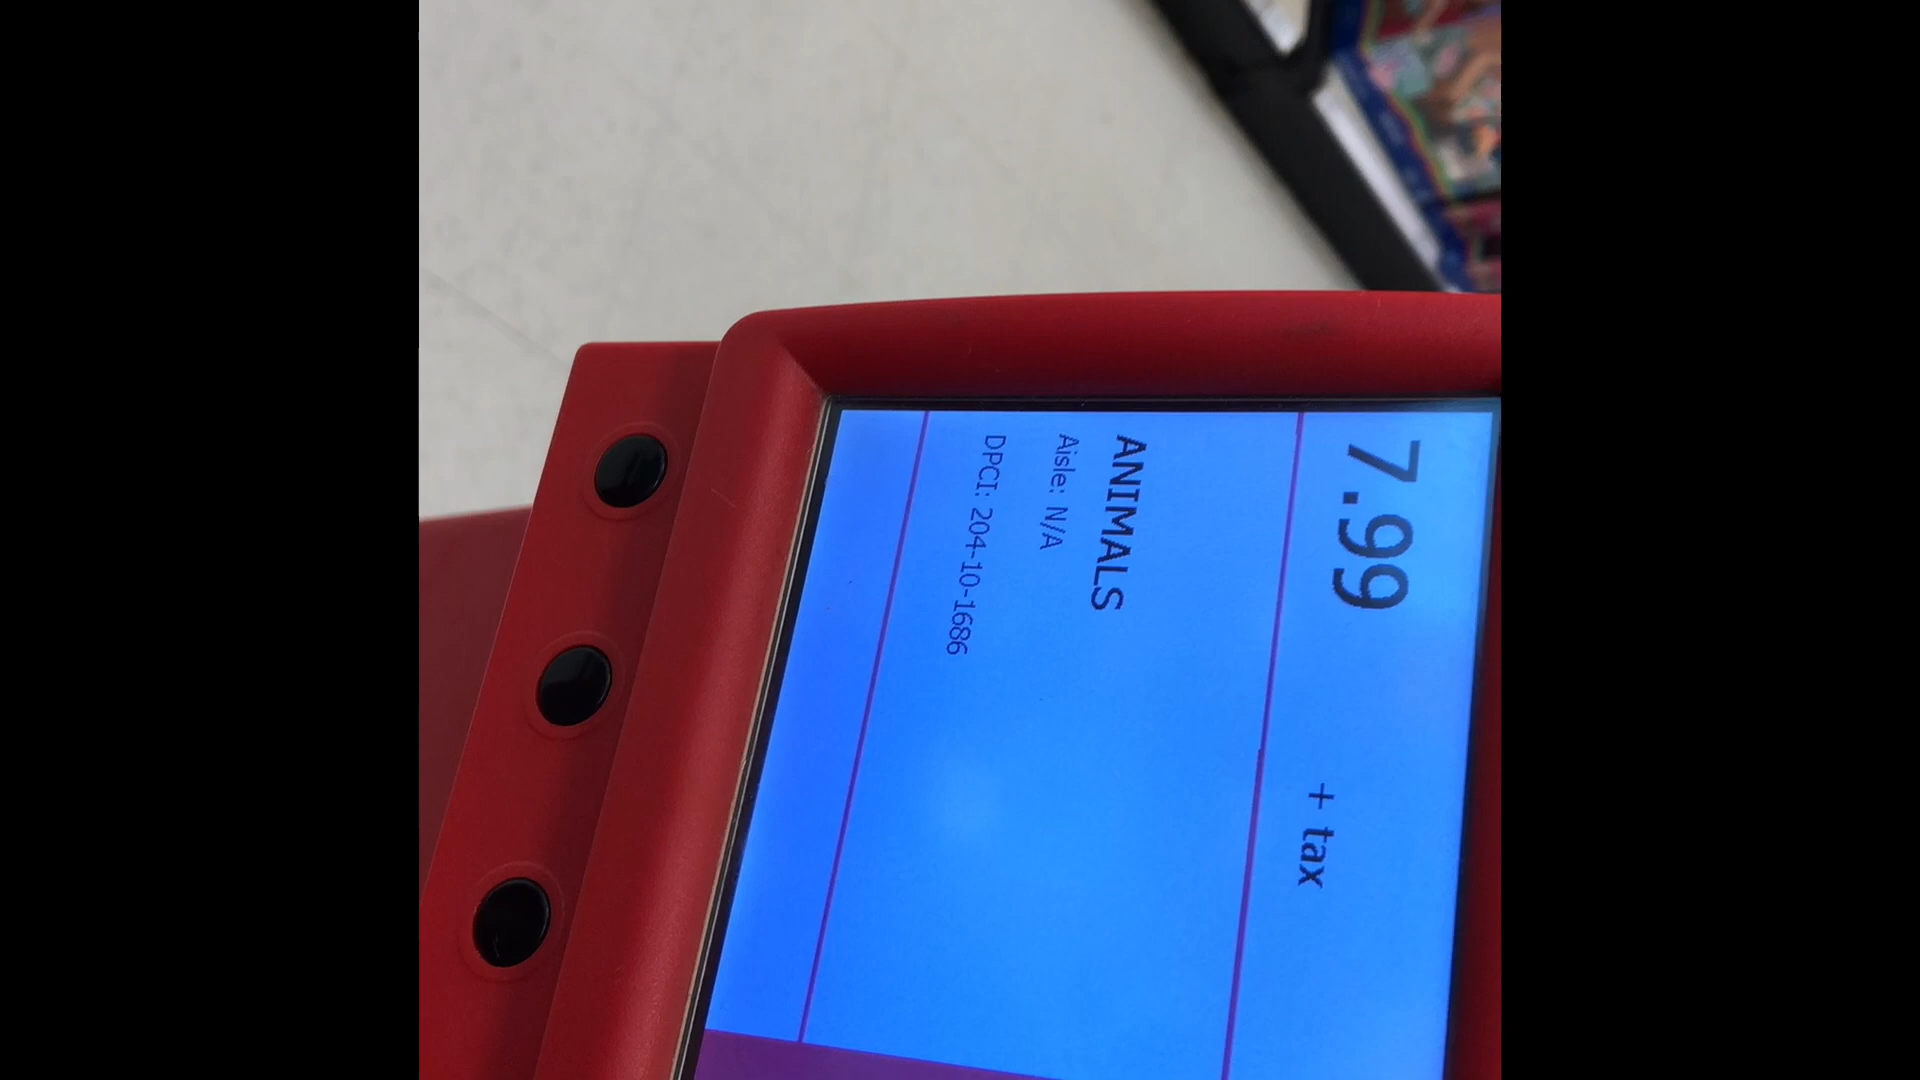 7.99 + tax
ANIMALS
Aisle: N/A
DPCI: 204-10-1686